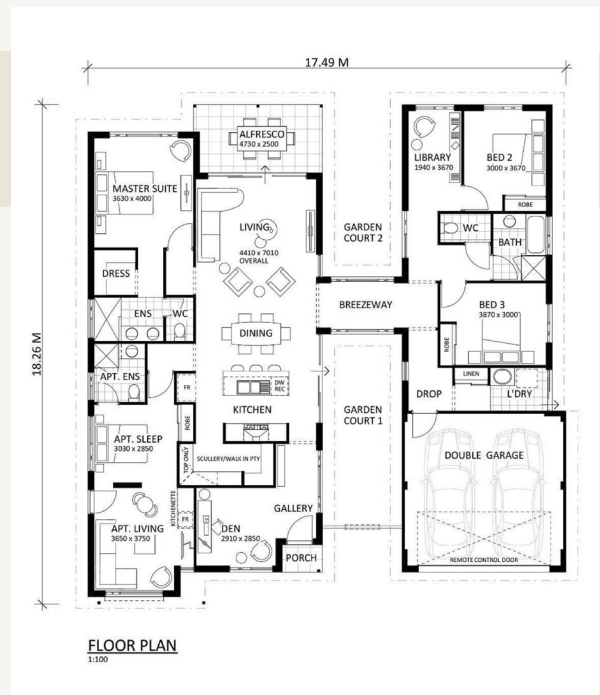 17.49 M
18.26 M
ALFRESCO
4730 x 2500
MASTER SUITE
3630 x 4000
LIVING
4410 x 7010
OVERALL
GARDEN
COURT 2
LIBRARY
1940 x 3670
BED 2
3000 x 3670
ROBE
WC
BATH
DRESS
ENS
WC
BREEZEWAY
BED 3
3870 x 3000
ROBE
DINING
APT. ENS
FR
DW
REC
KITCHEN
LINEN
L'DRY
DROP
GARDEN
COURT 1
ROBE
APT. SLEEP
3030 x 2850
TOP ONLY
SCULLERY/WALK IN PTY
DOUBLE GARAGE
KITCHENETTE
FR
APT. LIVING
3650 x 3750
DEN
2910 x 2850
GALLERY
PORCH
REMOTE CONTROL DOOR
FLOOR PLAN
1:100